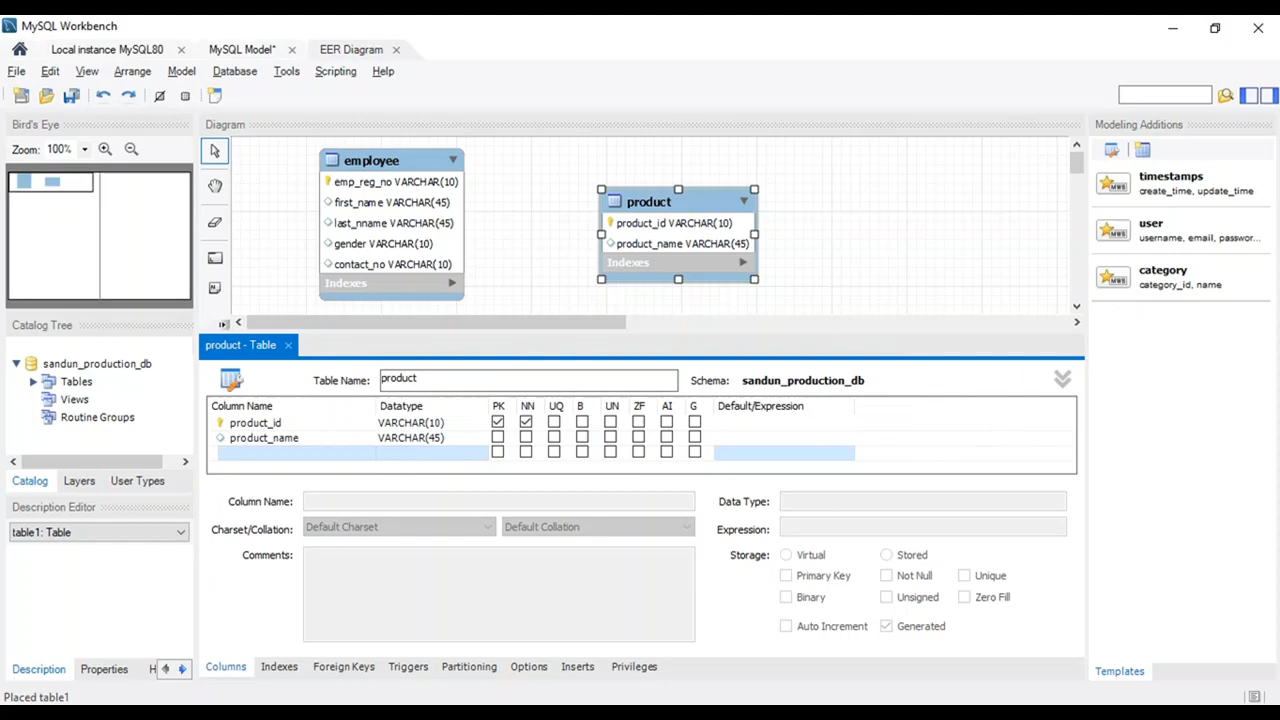 MySQL Workbench
Local instance MySQL80 MySQL Model* EER Diagram
File Edit View Arrange Model Database Tools Scripting Help
Bird's Eye
Zoom: 100%
Diagram
employee
emp_reg_no VARCHAR(10)
first_name VARCHAR(45)
last_nname VARCHAR(45)
gender VARCHAR(10)
contact_no VARCHAR(10)
Indexes
product
product_id VARCHAR(10)
product_name VARCHAR(45)
Indexes
Modeling Additions
timestamps
create_time, update_time
user
username, email, passwor...
category
category_id, name
Catalog Tree
sandun_production_db
Tables
Views
Routine Groups
Catalog Layers User Types
Description Editor
table1: Table
Description Properties H
product - Table
Table Name: product Schema: sandun_production_db
Column Name Datatype PK NN UQ B UN ZF AI G Default/Expression
product_id VARCHAR(10)
product_name VARCHAR(45)
Column Name: Data Type:
Charset/Collation: Default Charset Default Collation Expression:
Comments: Storage: Virtual Stored
Primary Key Not Null Unique
Binary Unsigned Zero Fill
Auto Increment Generated
Columns Indexes Foreign Keys Triggers Partitioning Options Inserts Privileges
Templates
Placed table1